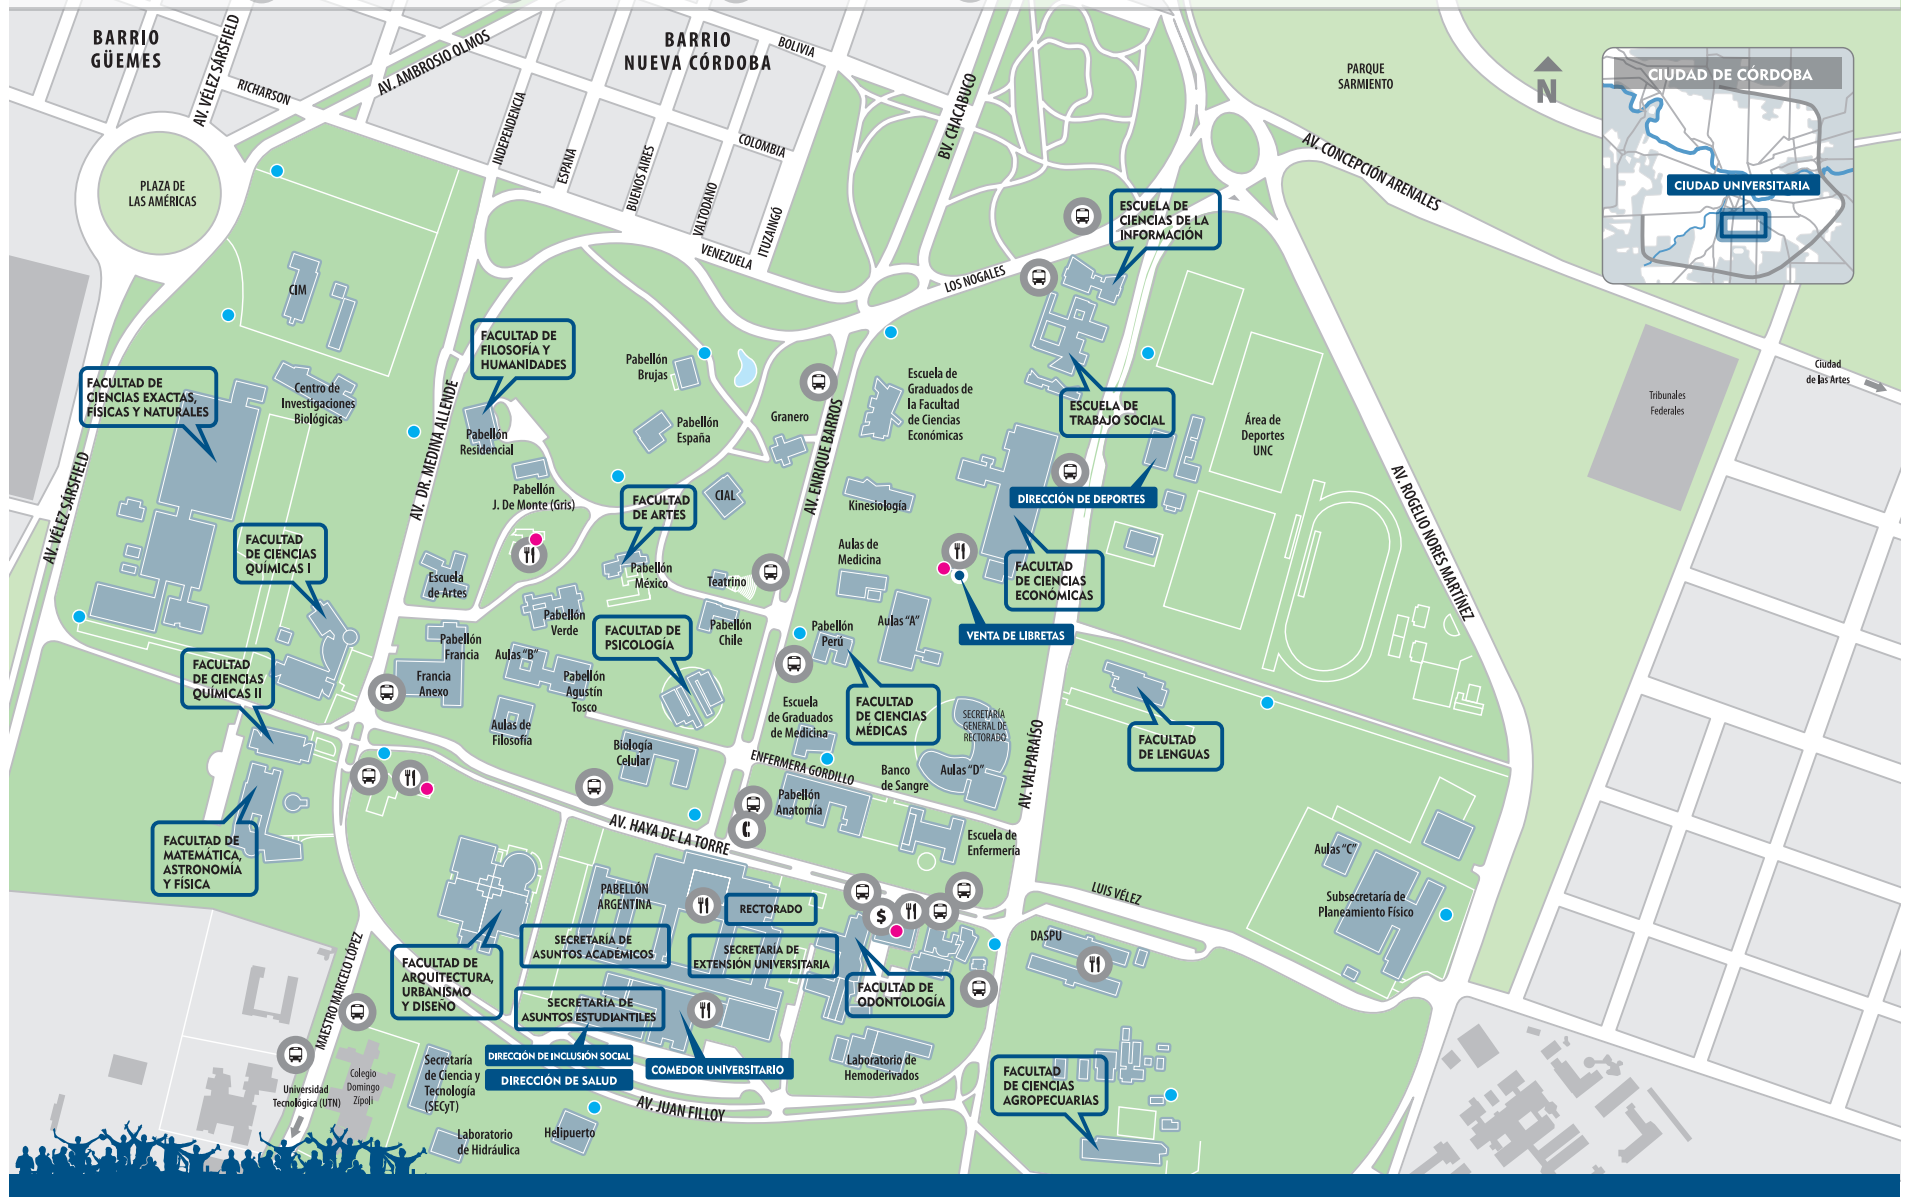 BARRIO
GÜEMES
AV. VÉLEZ SÁRSFIELD
RICHARSON
AV. AMBROSIO OLMOS
BARRIO
NUEVA CÓRDOBA
BOLIVIA
INDEPENDENCIA
ESPANA
BUENOS AIRES
COLOMBIA
VALTODANO
ITUZAINGÓ
VENEZUELA
BV. CHACABUCO
PARQUE
SARMIENTO
N
CIUDAD DE CÓRDOBA
CIUDAD UNIVERSITARIA
AV. CONCEPCIÓN ARENALES
PLAZA DE
LAS AMÉRICAS
ESCUELA DE
CIENCIAS DE LA
INFORMACIÓN
LOS NOGALES
CIM
FACULTAD DE
FILOSOFÍA Y
HUMANIDADES
Pabellón
Brujas
FACULTAD DE
CIENCIAS EXACTAS,
FÍSICAS Y NATURALES
Centro de
Investigaciones
Biológicas
AV. DR. MEDINA ALLENDE
Pabellón
Residencial
Pabellón
España
Granero
AV. ENRIQUE BARROS
Escuela de
Graduados de
la Facultad
de Ciencias
Económicas
ESCUELA DE
TRABAJO SOCIAL
Área de
Deportes
UNC
Tribunales
Federales
Ciudad
de las Artes
AV. VÉLEZ SÁRSFIELD
Pabellón
J. De Monte (Gris)
FACULTAD
DE ARTES
CIAL
Kinesiología
DIRECCIÓN DE DEPORTES
AV. ROGELIO NORES MARTÍNEZ
FACULTAD
DE CIENCIAS
QUÍMICAS I
Escuela
de Artes
Pabellón
México
Teatrino
Aulas de
Medicina
FACULTAD
DE CIENCIAS
ECONÓMICAS
VENTA DE LIBRETAS
Pabellón
Verde
FACULTAD DE
PSICOLOGÍA
Pabellón
Chile
Pabellón
Perú
Aulas "A"
Pabellón
Francia
Aulas "B"
Francia
Anexo
Pabellón
Agustín
Tosco
FACULTAD
DE CIENCIAS
QUÍMICAS II
Aulas de
Filosofía
Biología
Celular
Escuela
de Graduados
de Medicina
FACULTAD
DE CIENCIAS
MÉDICAS
SECRETARÍA
GENERAL DE
RECTORADO
FACULTAD
DE LENGUAS
ENFERMERA GORDILLO
Banco
de Sangre
Aulas "D"
AV. VALPARAÍSO
Pabellón
Anatomía
AV. HAYA DE LA TORRE
Escuela de
Enfermería
FACULTAD DE
MATEMÁTICA,
ASTRONOMÍA
Y FÍSICA
Aulas "C"
LUIS VÉLEZ
Subsecretaría de
Planeamiento Físico
PABELLÓN
ARGENTINA
RECTORADO
$
SECRETARÍA DE
ASUNTOS ACADÉMICOS
SECRETARÍA DE
EXTENSIÓN UNIVERSITARIA
DASPU
FACULTAD DE
ARQUITECTURA,
URBANISMO
Y DISEÑO
FACULTAD DE
ODONTOLOGÍA
SECRETARÍA DE
ASUNTOS ESTUDIANTILES
MAESTRO MARCELO LÓPEZ
DIRECCIÓN DE INCLUSIÓN SOCIAL
DIRECCIÓN DE SALUD
COMEDOR UNIVERSITARIO
Laboratorio de
Hemoderivados
Secretaría
de Ciencia y
Tecnología
(SECyT)
Colegio
Domingo
Zípoli
Universidad
Tecnológica (UTN)
FACULTAD
DE CIENCIAS
AGROPECUARIAS
AV. JUAN FILLOY
Helipuerto
Laboratorio
de Hidráulica